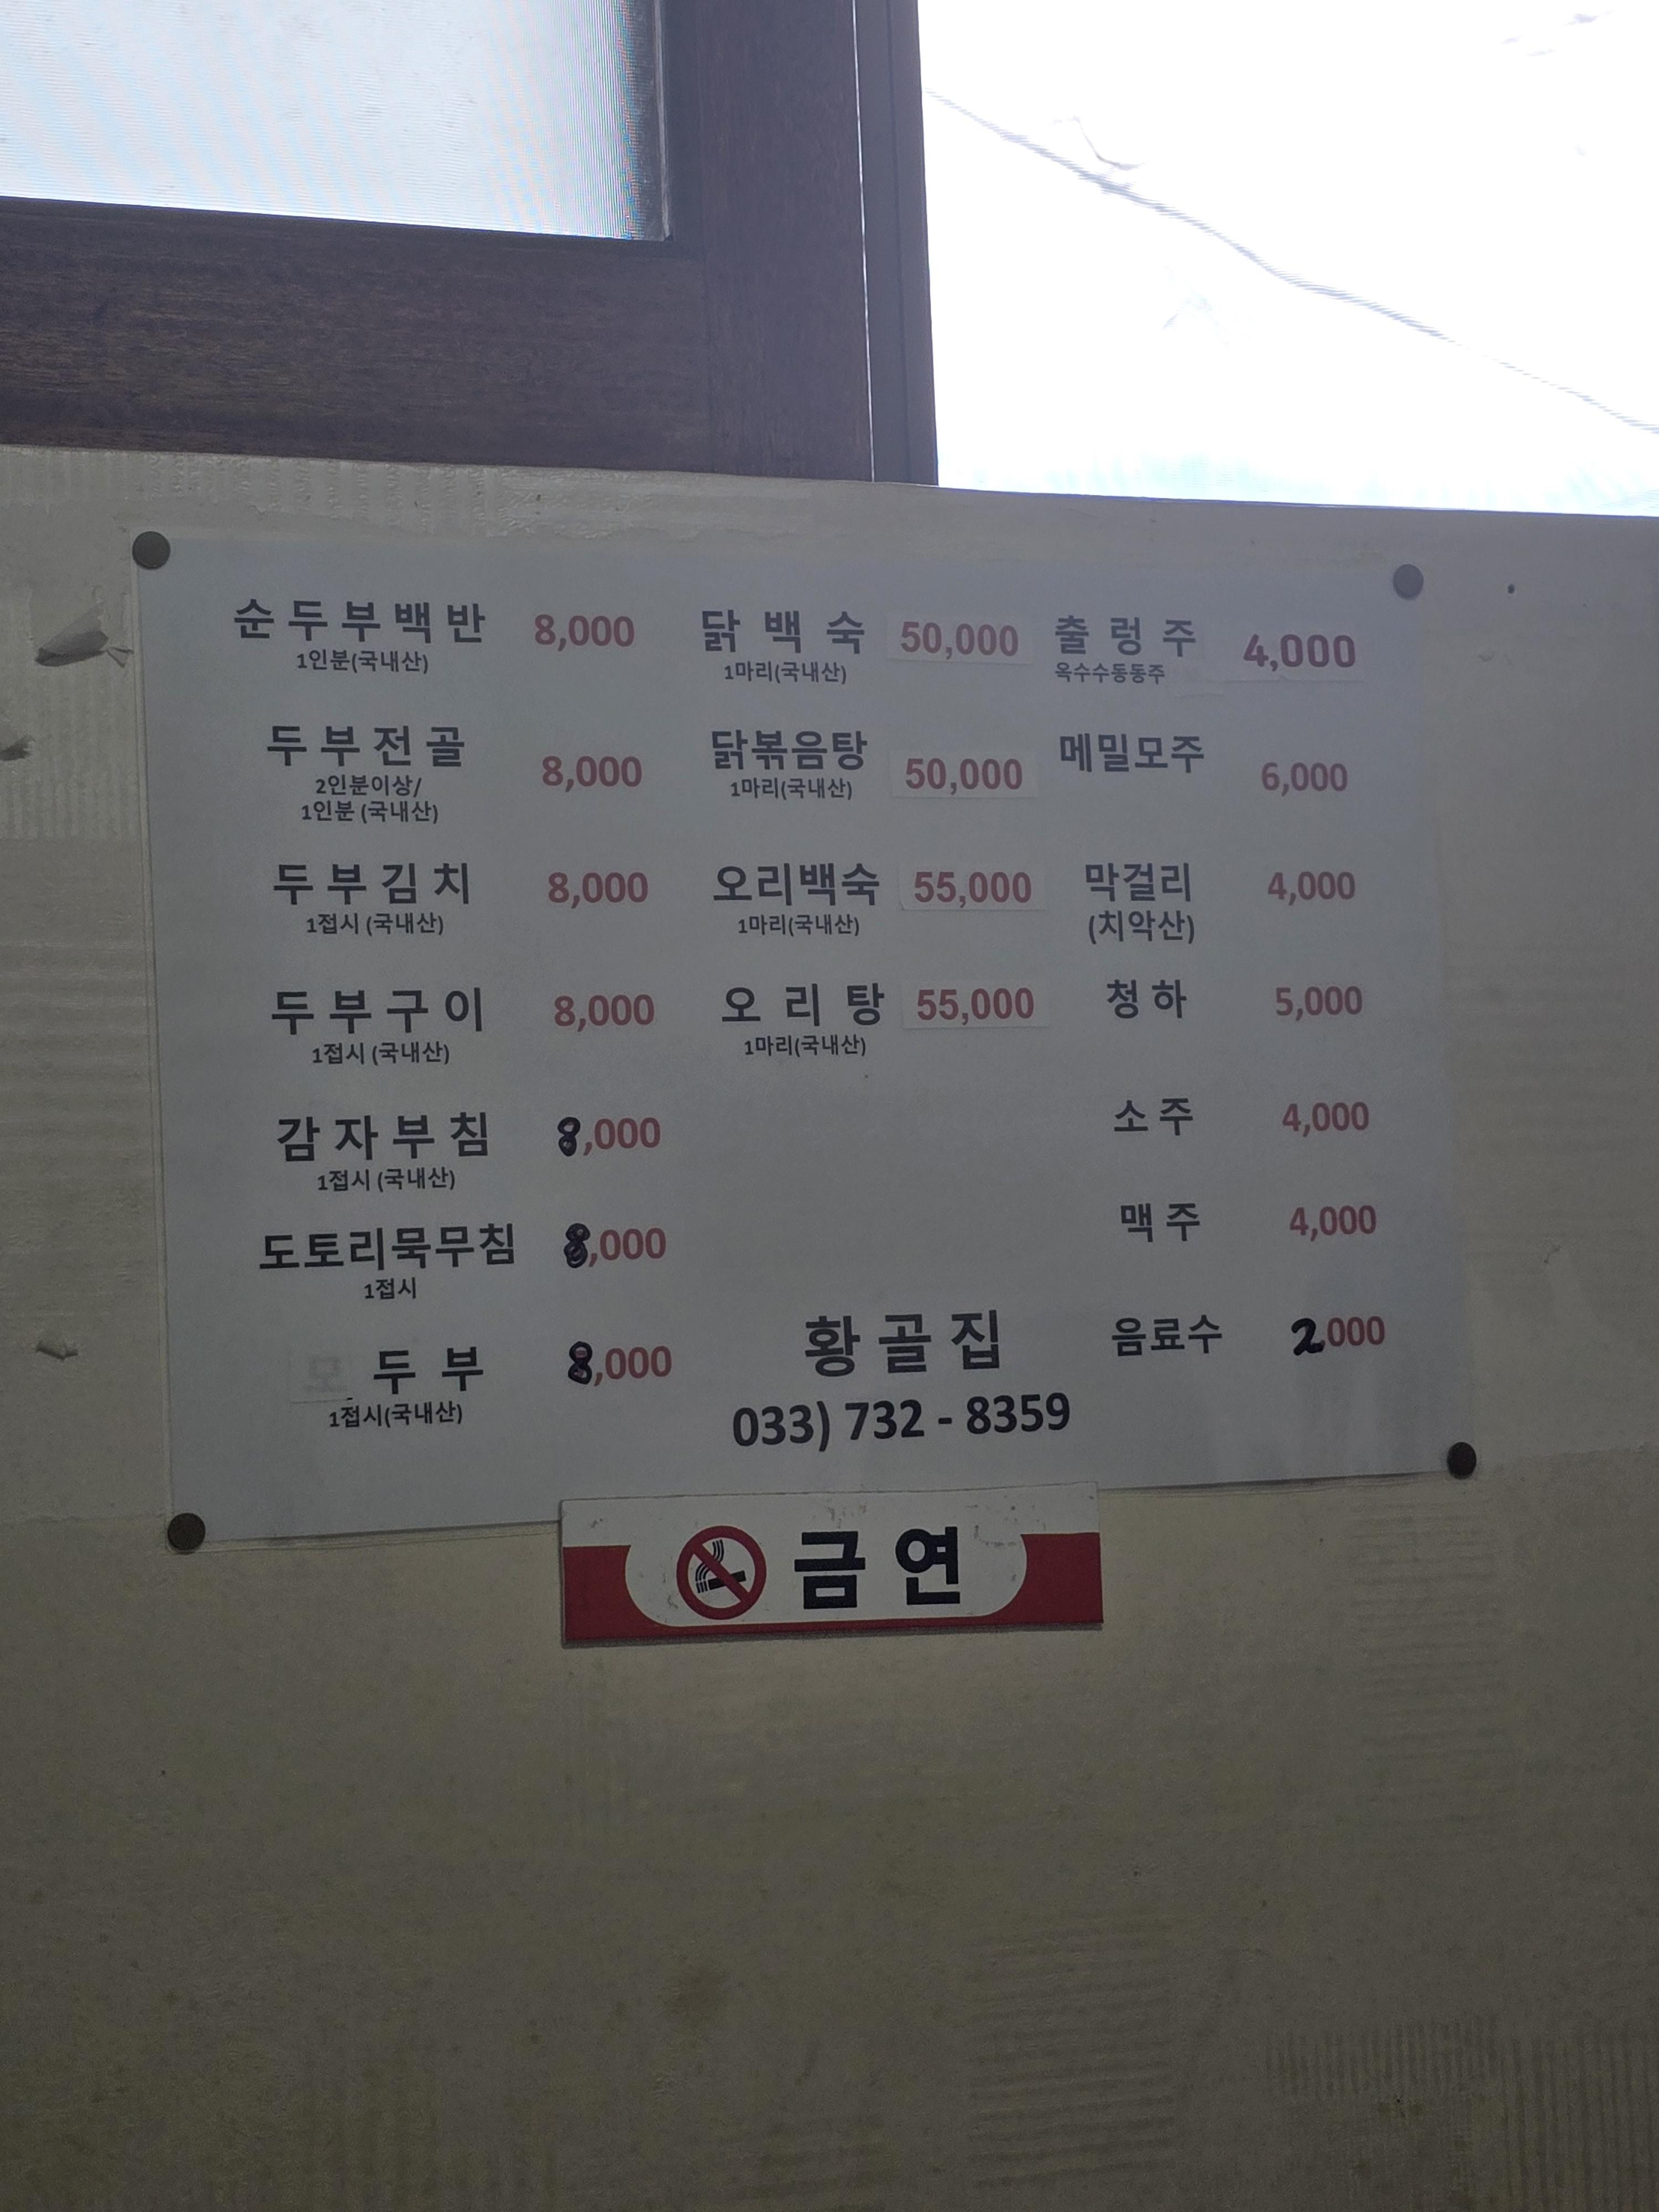 순두부백반 8,000
1인분(국내산)
두부전골 8,000
2인분이상/
1인분 (국내산)
두부김치 8,000
1접시 (국내산)
두부구이 8,000
1접시 (국내산)
감자부침 8,000
1접시 (국내산)
도토리묵무침 8,000
1접시
모두부 8,000
1접시(국내산)
닭백숙 50,000
1마리(국내산)
닭볶음탕 50,000
1마리(국내산)
오리백숙 55,000
1마리(국내산)
오리탕 55,000
1마리(국내산)
출렁주 4,000
옥수수동동주
메밀모주 6,000
막걸리 4,000
(치악산)
청하 5,000
소주 4,000
맥주 4,000
음료수 2000
황골집
033) 732 - 8359
금연